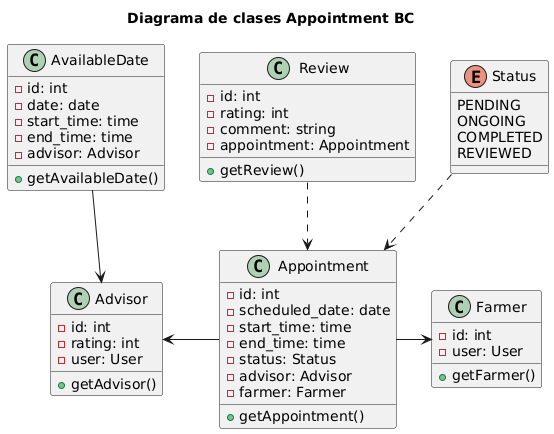 Diagrama de clases Appointment BC
C AvailableDate
id: int
date: date
start_time: time
end_time: time
advisor: Advisor
getAvailableDate()
C Review
id: int
rating: int
comment: string
appointment: Appointment
getReview()
E Status
PENDING
ONGOING
COMPLETED
REVIEWED
C Advisor
id: int
rating: int
user: User
getAdvisor()
C Appointment
id: int
scheduled_date: date
start_time: time
end_time: time
status: Status
advisor: Advisor
farmer: Farmer
getAppointment()
C Farmer
id: int
user: User
getFarmer()